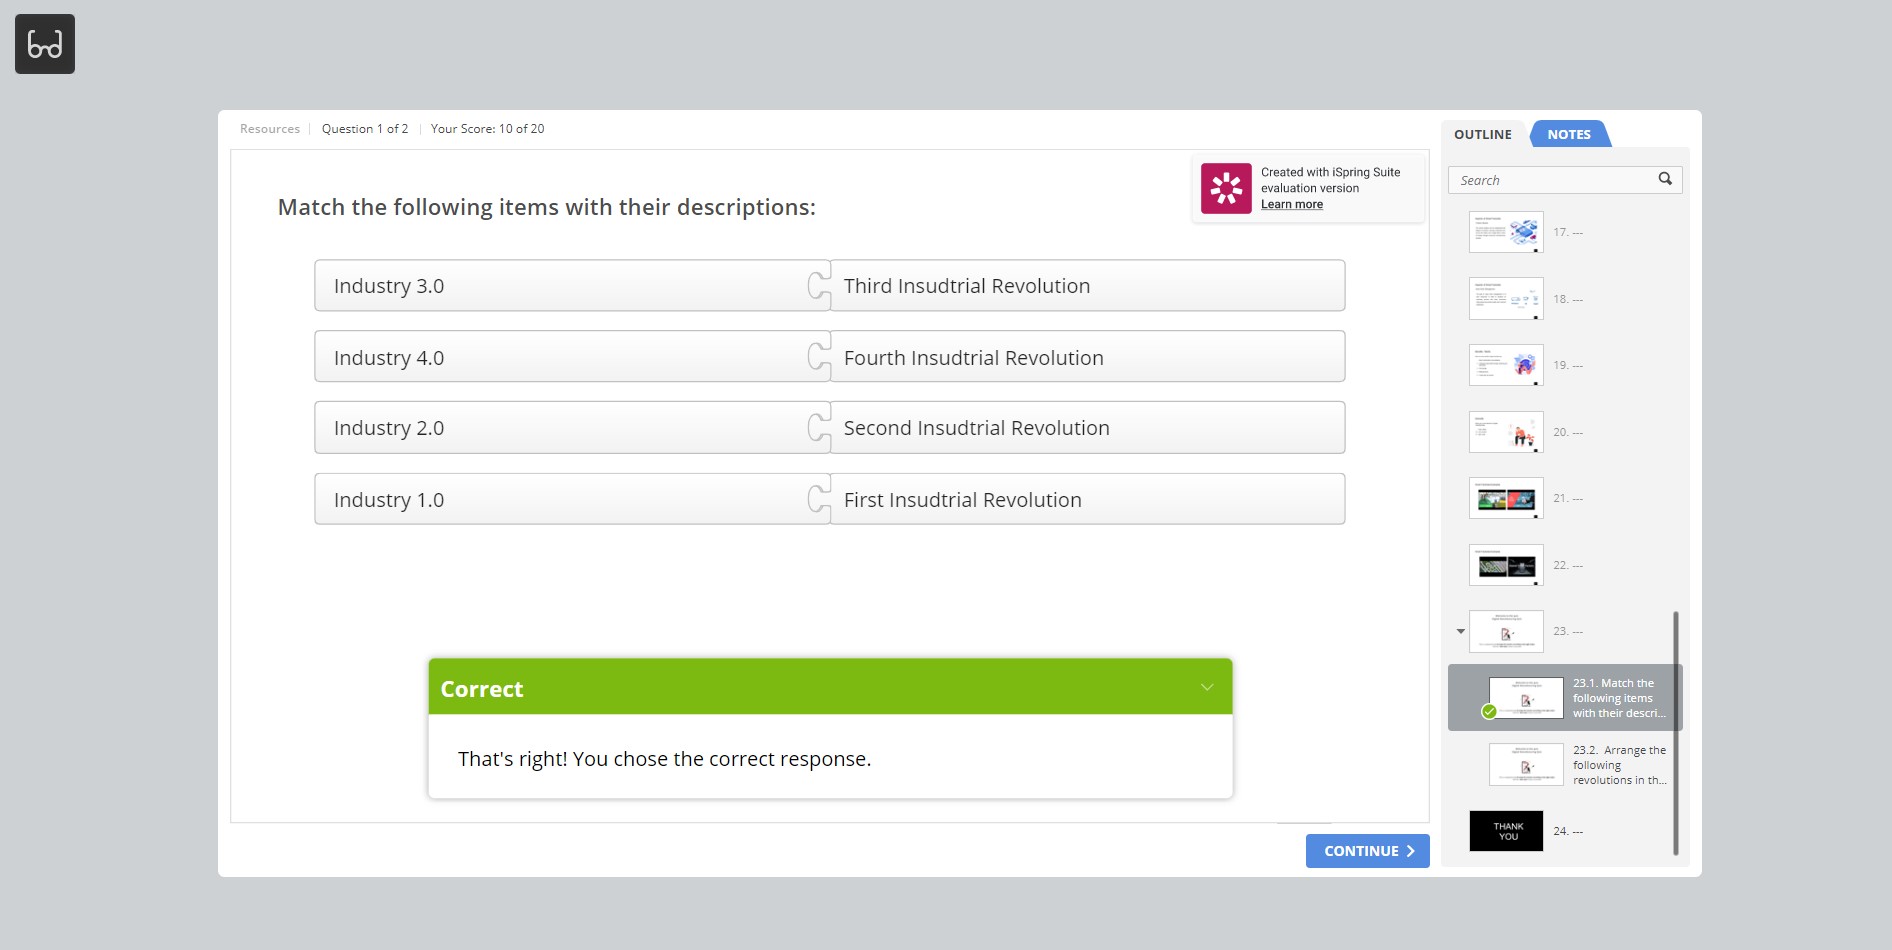 Resources
Question 1 of 2
Your Score: 10 of 20
Created with iSpring Suite
evaluation version
Learn more
Match the following items with their descriptions:
Industry 3.0
Third Insudtrial Revolution
Industry 4.0
Fourth Insudtrial Revolution
Industry 2.0
Second Insudtrial Revolution
Industry 1.0
First Insudtrial Revolution
Correct
That's right! You chose the correct response.
CONTINUE
OUTLINE
NOTES
Search
17. ---
18. ---
19. ---
20. ---
21. ---
22. ---
23. ---
23.1. Match the
following items
with their descri...
23.2. Arrange the
following
revolutions in th...
THANK
YOU
24. ---